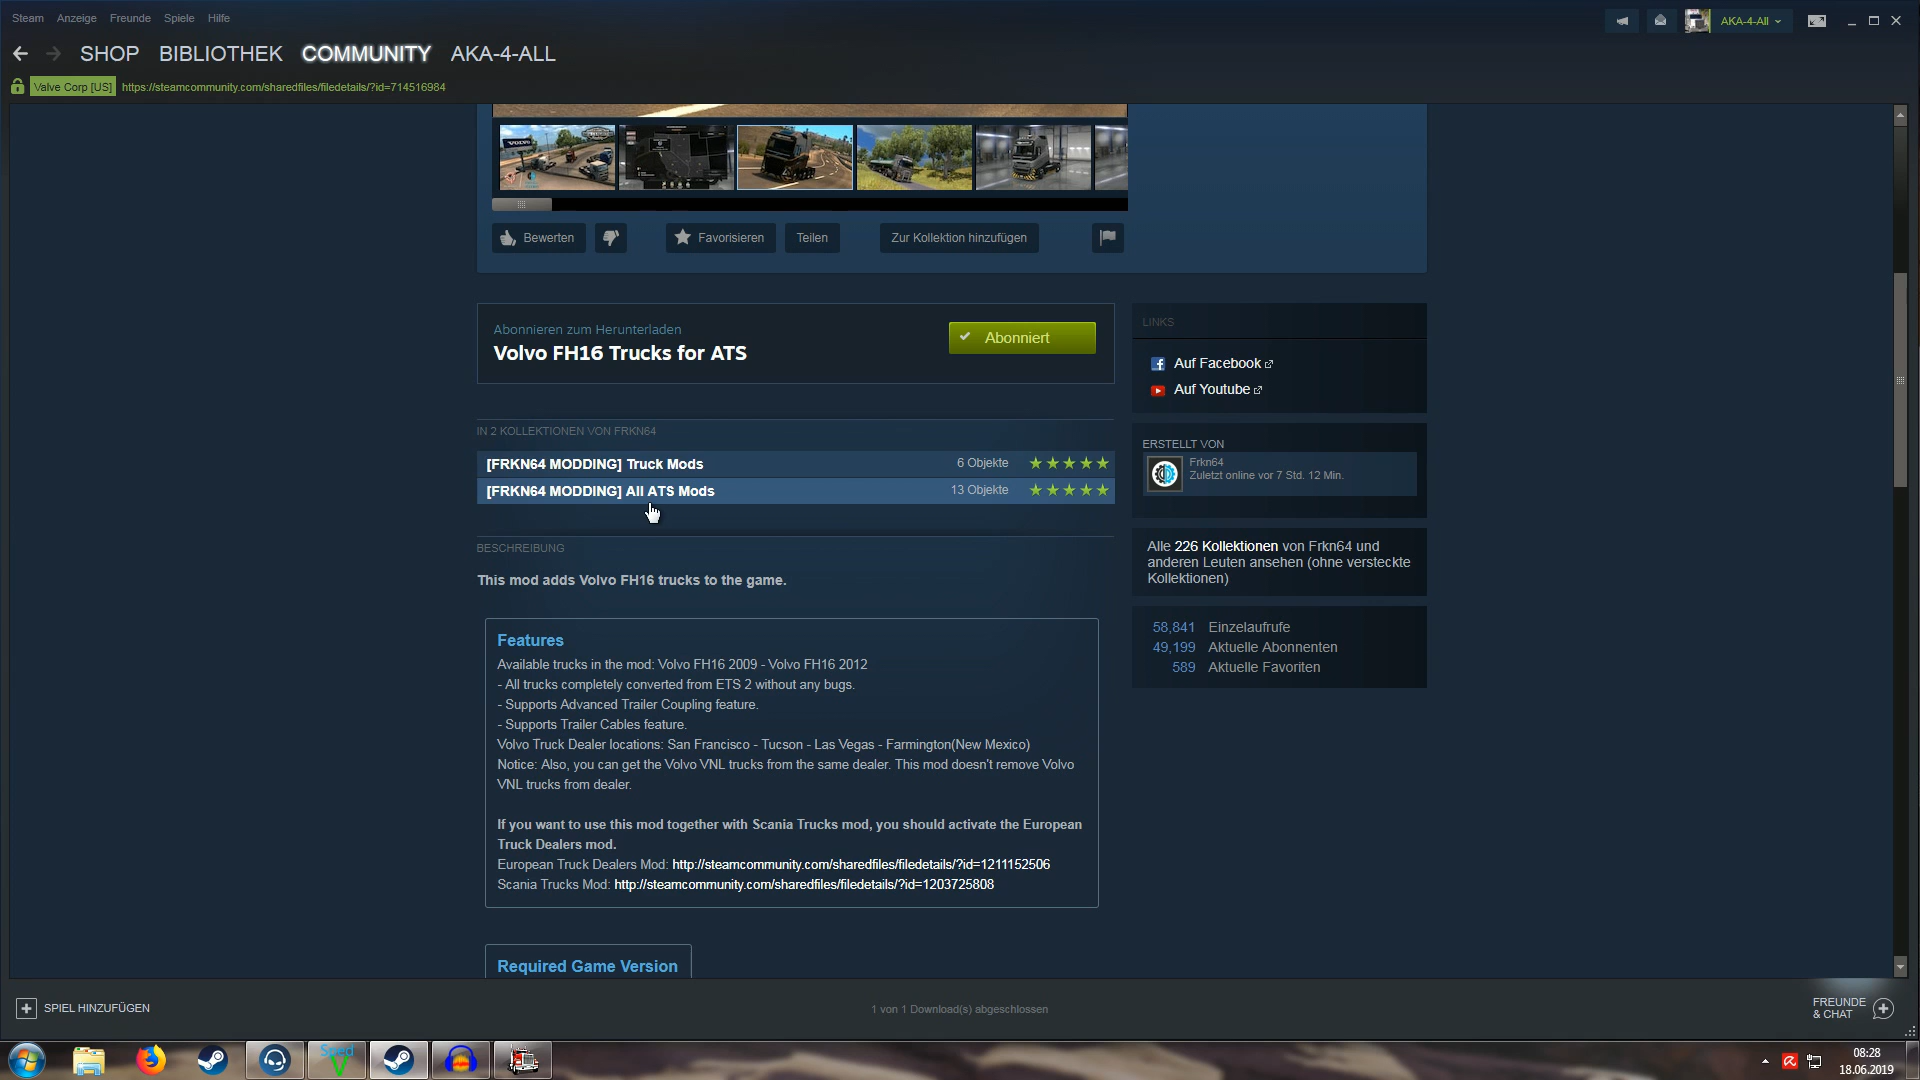 Steam Anzeige Freunde Spiele Hilfe
AKA-4-All
SHOP BIBLIOTHEK COMMUNITY AKA-4-ALL
Valve Corp [US] https://steamcommunity.com/sharedfiles/filedetails/?id=714516984
VOLVO
Bewerten Favorisieren Teilen Zur Kollektion hinzufügen
Abonnieren zum Herunterladen
Volvo FH16 Trucks for ATS
Abonniert
IN 2 KOLLEKTIONEN VON FRKN64
[FRKN64 MODDING] Truck Mods 6 Objekte
[FRKN64 MODDING] All ATS Mods 13 Objekte
BESCHREIBUNG
This mod adds Volvo FH16 trucks to the game.
Features
Available trucks in the mod: Volvo FH16 2009 - Volvo FH16 2012
- All trucks completely converted from ETS 2 without any bugs.
- Supports Advanced Trailer Coupling feature.
- Supports Trailer Cables feature.
Volvo Truck Dealer locations: San Francisco - Tucson - Las Vegas - Farmington(New Mexico)
Notice: Also, you can get the Volvo VNL trucks from the same dealer. This mod doesn't remove Volvo
VNL trucks from dealer.
If you want to use this mod together with Scania Trucks mod, you should activate the European
Truck Dealers mod.
European Truck Dealers Mod: http://steamcommunity.com/sharedfiles/filedetails/?id=1211152506
Scania Trucks Mod: http://steamcommunity.com/sharedfiles/filedetails/?id=1203725808
Required Game Version
LINKS
Auf Facebook
Auf Youtube
ERSTELLT VON
Frkn64
Zuletzt online vor 7 Std. 12 Min.
Alle 226 Kollektionen von Frkn64 und
anderen Leuten ansehen (ohne versteckte
Kollektionen)
58,841 Einzelaufrufe
49,199 Aktuelle Abonnenten
589 Aktuelle Favoriten
SPIEL HINZUFÜGEN
1 von 1 Download(s) abgeschlossen
FREUNDE
& CHAT
Sped
V
08:28
18.06.2019